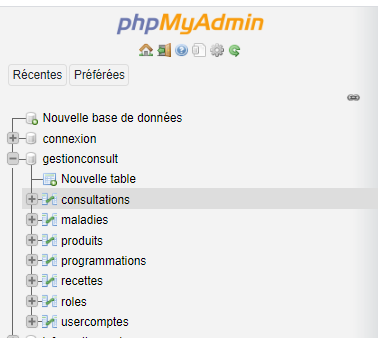 phpMyAdmin
Récentes Préférées
Nouvelle base de données
connexion
gestionconsult
Nouvelle table
consultations
maladies
produits
programmations
recettes
roles
usercomptes